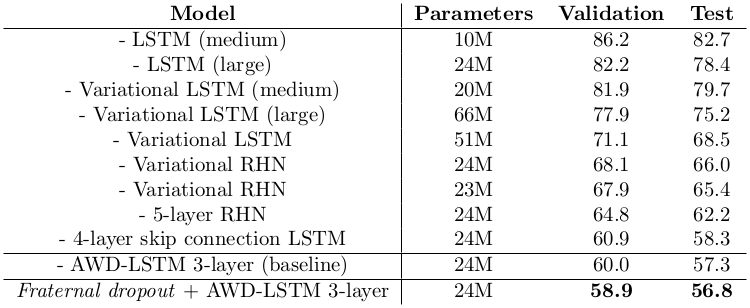 Model Parameters Validation Test
- LSTM (medium) 10M 86.2 82.7
- LSTM (large) 24M 82.2 78.4
- Variational LSTM (medium) 20M 81.9 79.7
- Variational LSTM (large) 66M 77.9 75.2
- Variational LSTM 51M 71.1 68.5
- Variational RHN 24M 68.1 66.0
- Variational RHN 23M 67.9 65.4
- 5-layer RHN 24M 64.8 62.2
- 4-layer skip connection LSTM 24M 60.9 58.3
- AWD-LSTM 3-layer (baseline) 24M 60.0 57.3
Fraternal dropout + AWD-LSTM 3-layer 24M 58.9 56.8